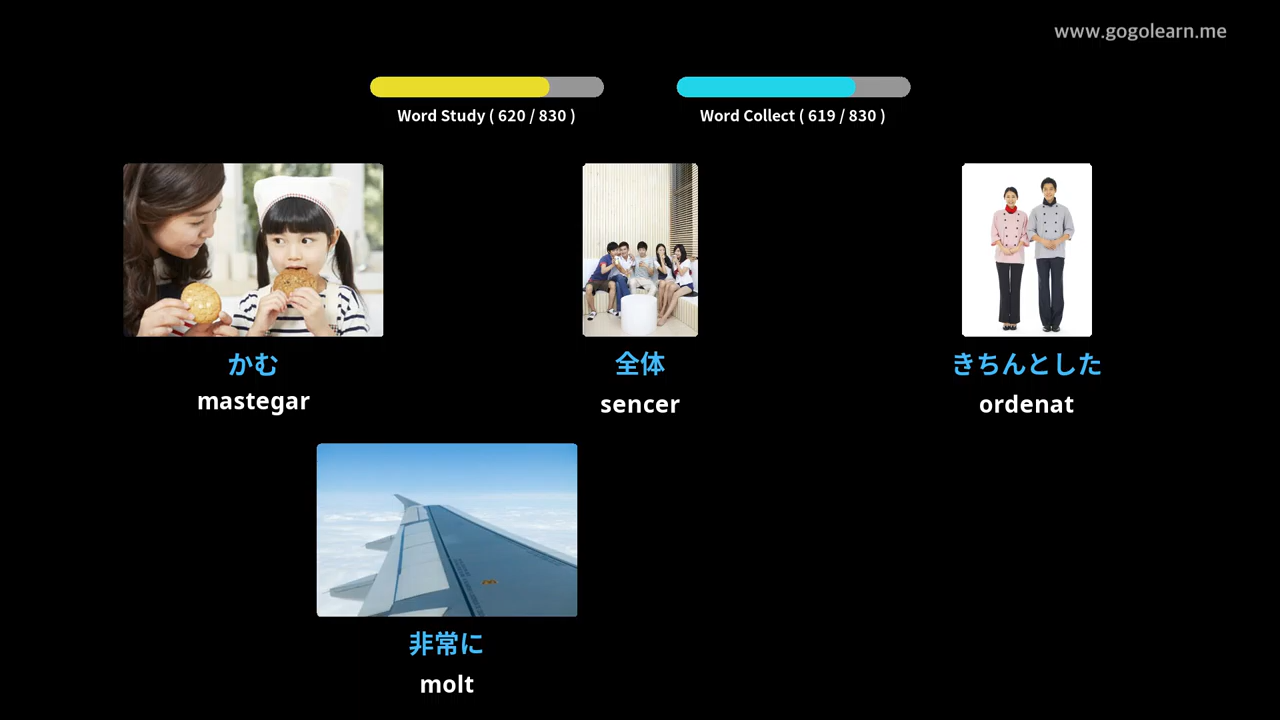 www.gogolearn.me
Word Study ( 620 / 830 )
Word Collect ( 619 / 830 )
かむ
mastegar
全体
sencer
きちんとした
ordenat
非常に
molt